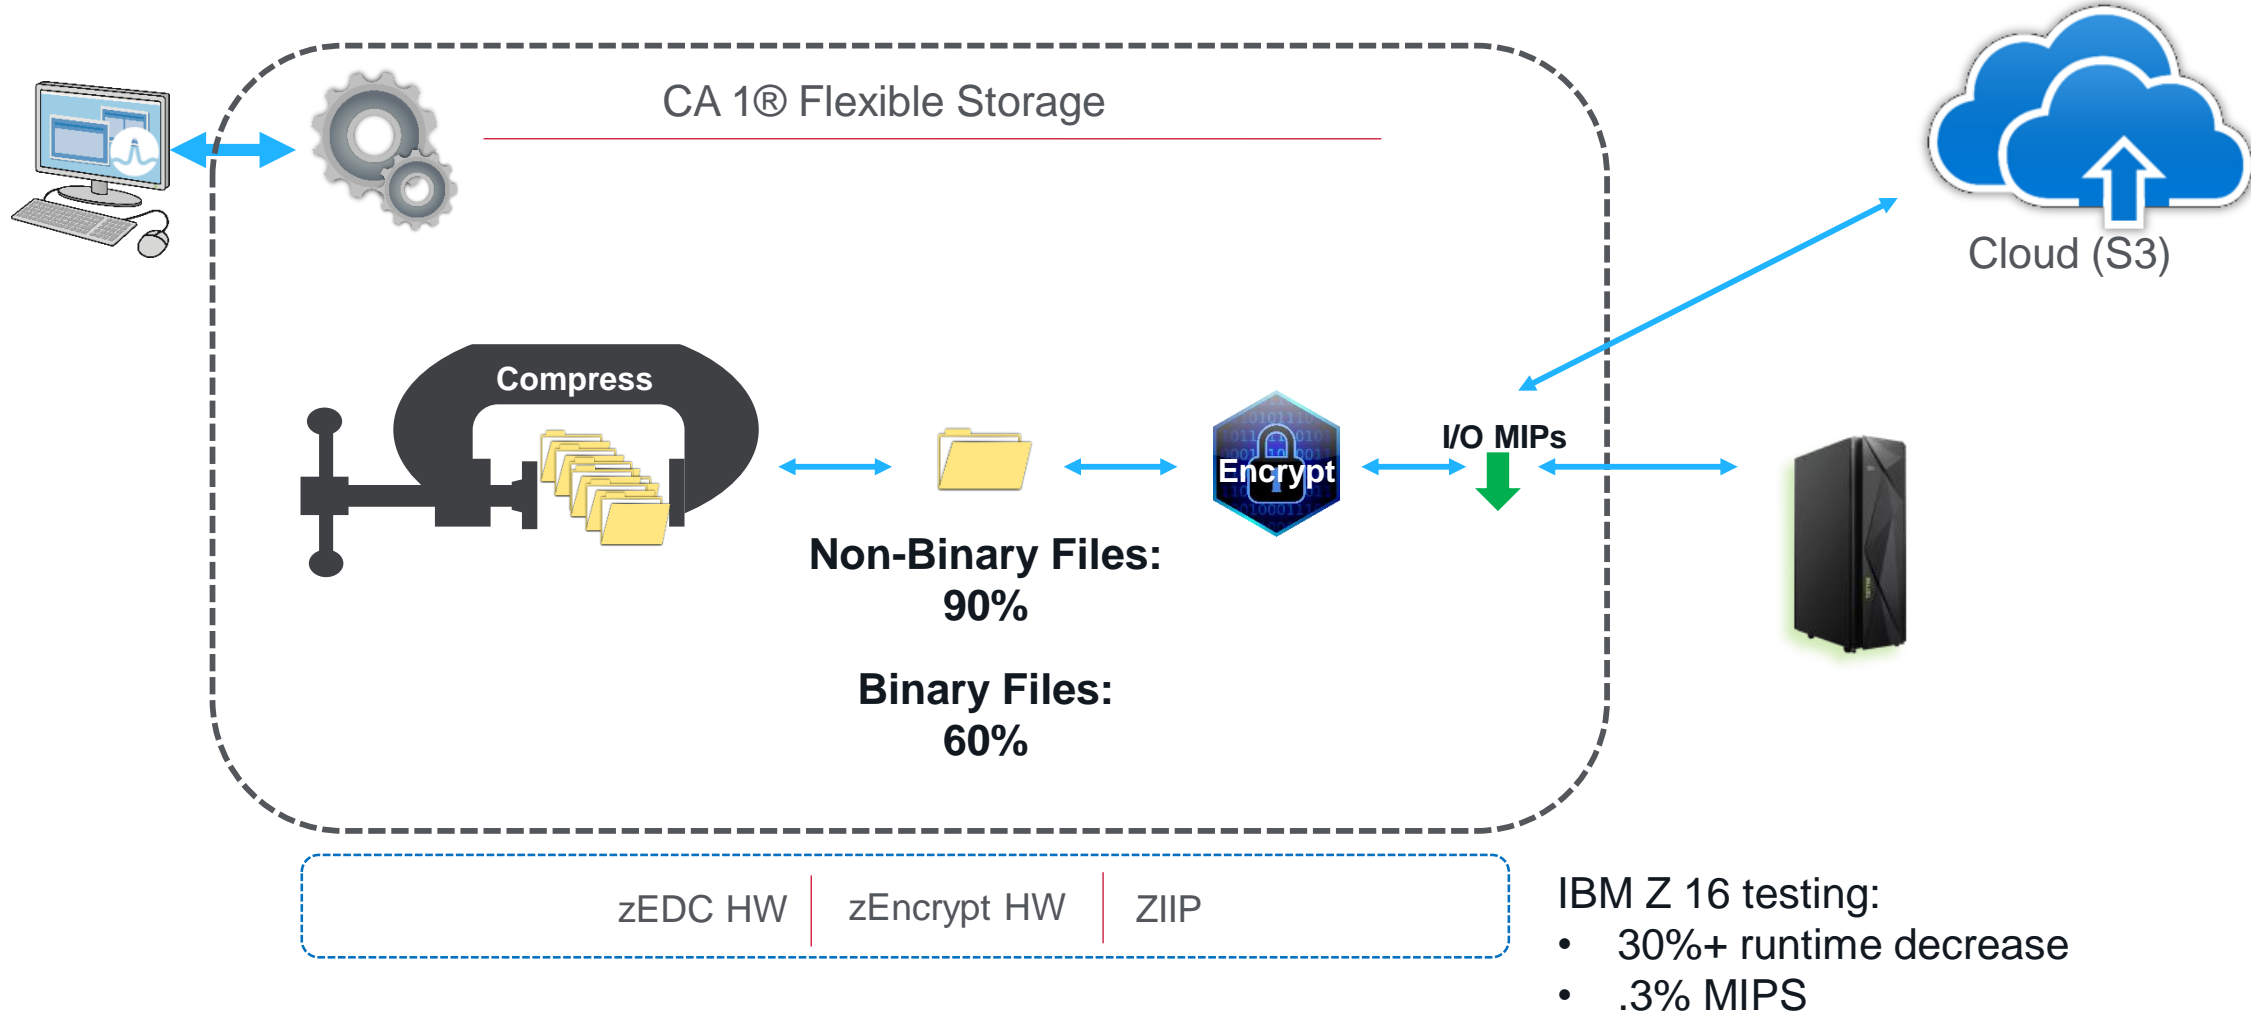 CA 1® Flexible Storage
Cloud (S3)
Compress
I/O MIPs
Encrypt
Non-Binary Files:
90%
Binary Files:
60%
zEDC HW
zEncrypt HW
ZIIP
IBM Z 16 testing:
• 30%+ runtime decrease
• .3% MIPS